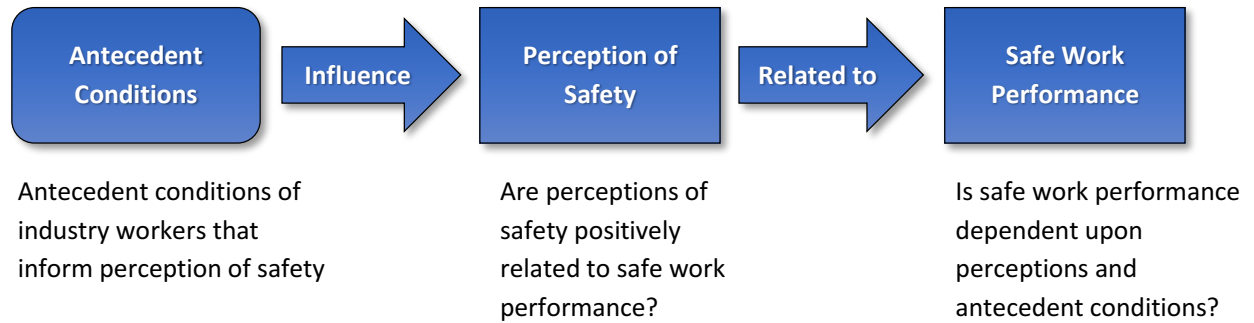 Antecedent
Conditions
Influence
Perception of
Safety
Related to
Safe Work
Performance
Antecedent conditions of
industry workers that
inform perception of safety
Are perceptions of
safety positively
related to safe work
performance?
Is safe work performance
dependent upon
perceptions and
antecedent conditions?